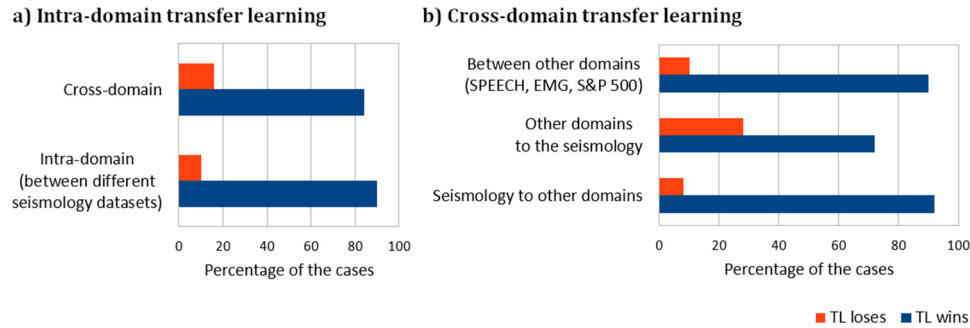 a) Intra-domain transfer learning
Cross-domain
Intra-domain
(between different
seismology datasets)
0 20 40 60 80 100
Percentage of the cases
b) Cross-domain transfer learning
Between other domains
(SPEECH, EMG, S&P 500)
Other domains
to the seismology
Seismology to other domains
0 20 40 60 80 100
Percentage of the cases
TL loses TL wins